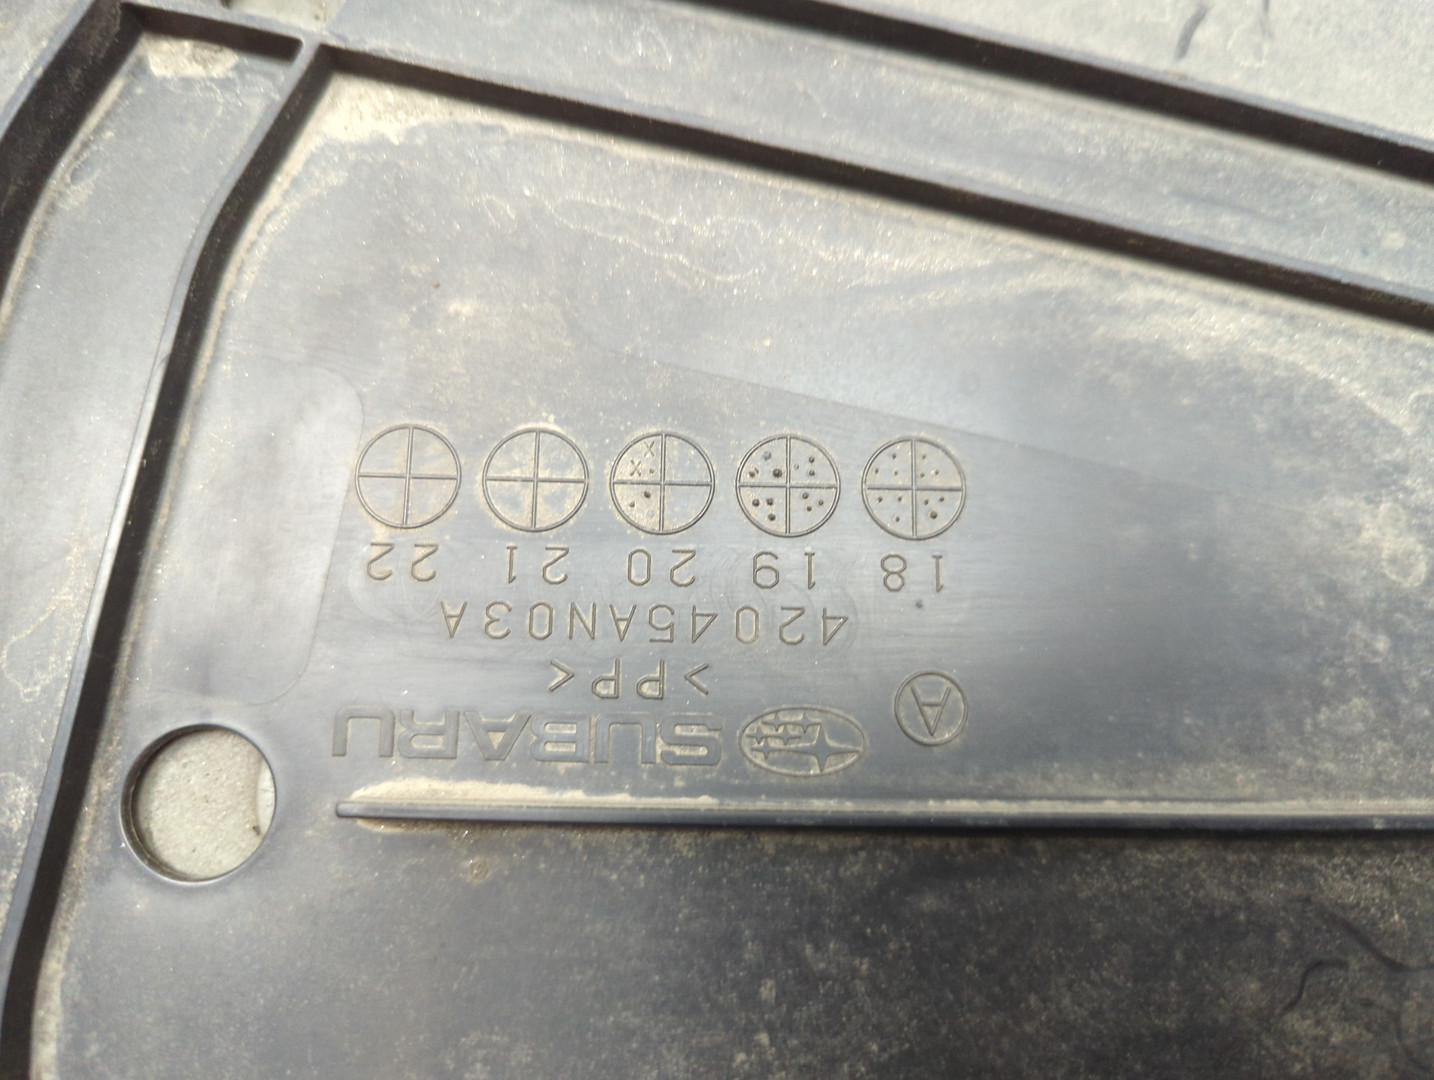 Ⓐ SUBARU
>PP<
42045AN03A
18 19 20 21 22
X
X